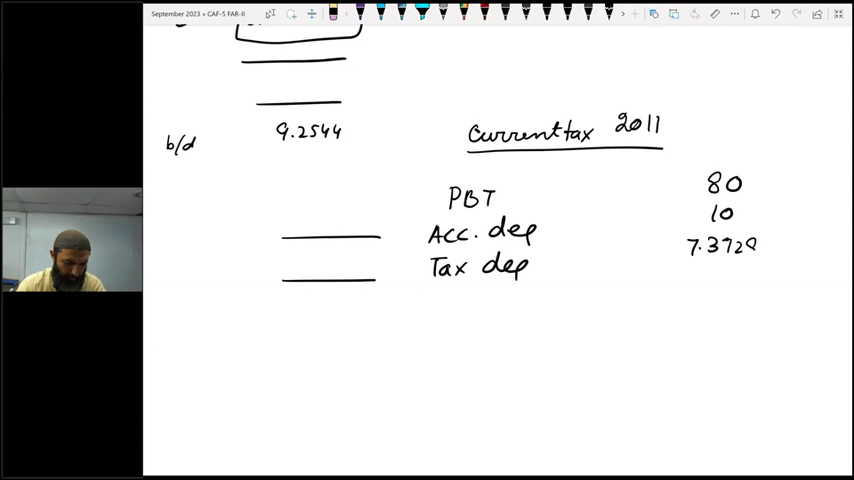 September 2023 » CAF-5 FAR-II
b/d 9.2544
Current tax 2011
PBT 80
Acc. dep 10
Tax dep 7.3728